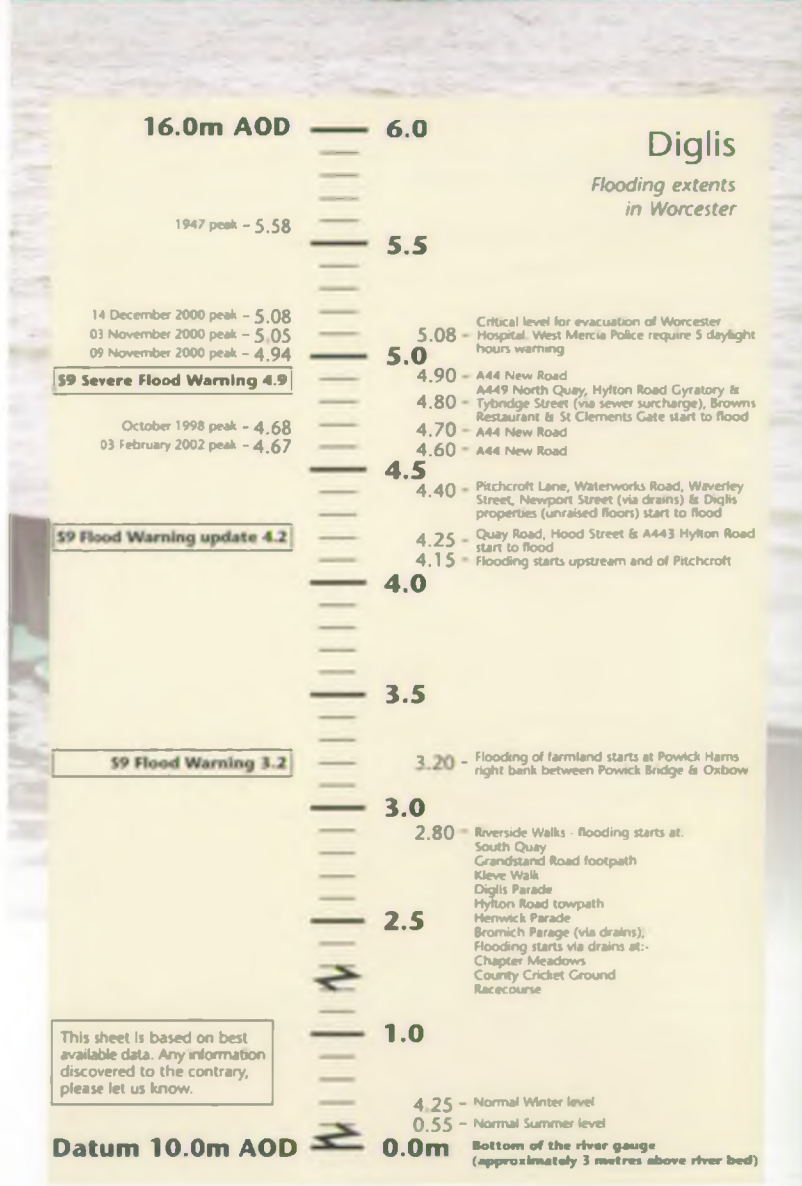 16.0m AOD
6.0
Diglis
Flooding extents
in Worcester
1947 peak - 5.58
5.5
14 December 2000 peak - 5.08
03 November 2000 peak - 5.05
09 November 2000 peak - 4.94
5.08 - Critical level for evacuation of Worcester
Hospital. West Mercia Police require 5 daylight
hours warning
5.0
S9 Severe Flood Warning 4.9
4.90 - A44 New Road
4.80 - A449 North Quay, Hylton Road Gyratory &
Tybridge Street (via sewer surcharge), Browns
Restaurant & St Clements Gate start to flood
October 1998 peak - 4.68
03 February 2002 peak - 4.67
4.70 - A44 New Road
4.60 - A44 New Road
4.5
4.40 - Pitchcroft Lane, Waterworks Road, Waverley
Street, Newport Street (via drains) & Diglis
properties (unraised floors) start to flood
S9 Flood Warning update 4.2
4.25 - Quay Road, Hood Street & A443 Hylton Road
start to flood
4.15 - Flooding starts upstream and of Pitchcroft
4.0
3.5
S9 Flood Warning 3.2
3.20 - Flooding of farmland starts at Powick Hams
right bank between Powick Bridge & Oxbow
3.0
2.80 - Riverside Walks - flooding starts at:
South Quay
Grandstand Road footpath
Kleve Walk
Diglis Parade
Hylton Road towpath
Henwick Parade
Bromich Parage (via drains);
Flooding starts via drains at:-
Chapter Meadows
County Cricket Ground
Racecourse
2.5
1.0
This sheet is based on best
available data. Any information
discovered to the contrary,
please let us know.
4.25 - Normal Winter level
0.55 - Normal Summer level
Datum 10.0m AOD
0.0m
Bottom of the river gauge
(approximately 3 metres above river bed)